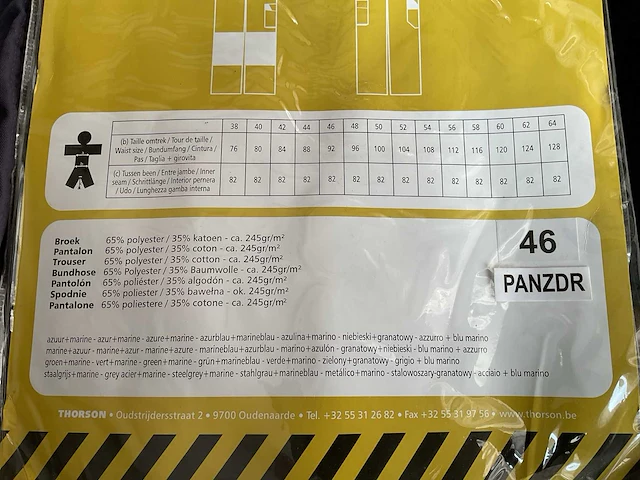 38 40 42 44 46 48 50 52 54 56 58 60 62 64
(b) Taille omtrek / Tour de taille /
Waist size / Bundumfang / Cintura /
Pas / Taglia + girovita
76 80 84 88 92 96 100 104 108 112 116 120 124 128
(c) Tussen been / Entre jambe / Inner
seam / Schrittlänge / Interior pernera
/ Udo / Lunghezza gamba interna
82 82 82 82 82 82 82 82 82 82 82 82 82 82
Broek 65% polyester / 35% katoen - ca. 245gr/m²
Pantalon 65% polyester / 35% coton - ca. 245gr/m²
Trouser 65% polyester / 35% cotton - ca. 245gr/m²
Bundhose 65% Polyester / 35% Baumwolle - ca. 245gr/m²
Pantolón 65% poliéster / 35% algodón - ca. 245gr/m²
Spodnie 65% poliester / 35% bawełna - ok. 245gr/m²
Pantalone 65% poliestere / 35% cotone - ca. 245gr/m²
46
PANZDR
azuur+marine - azur+marine - azure+marine - azurblau+marineblau - azulina+marino - niebieski+granatowy - azzurro + blu marino
marine+azuur - marine+azur - marine+azure - marineblau+azurblau - marino+azulón - granatowy+niebieski - blu marino + azzurro
groen+marine - vert+marine - green+marine - grün+marineblau - verde+marino - zielony+granatowy - grigio + blu marino
staalgrijs+marine - grey acier+marine - steelgrey+marine - stahlgrau+marineblau - metálico+marino - stalowoszary-granatowy - acciaio + blu marino
THORSON • Oudstrijdersstraat 2 • 9700 Oudenaarde • Tel. +32 55 31 26 82 • Fax +32 55 31 97 56 • www.thorson.be